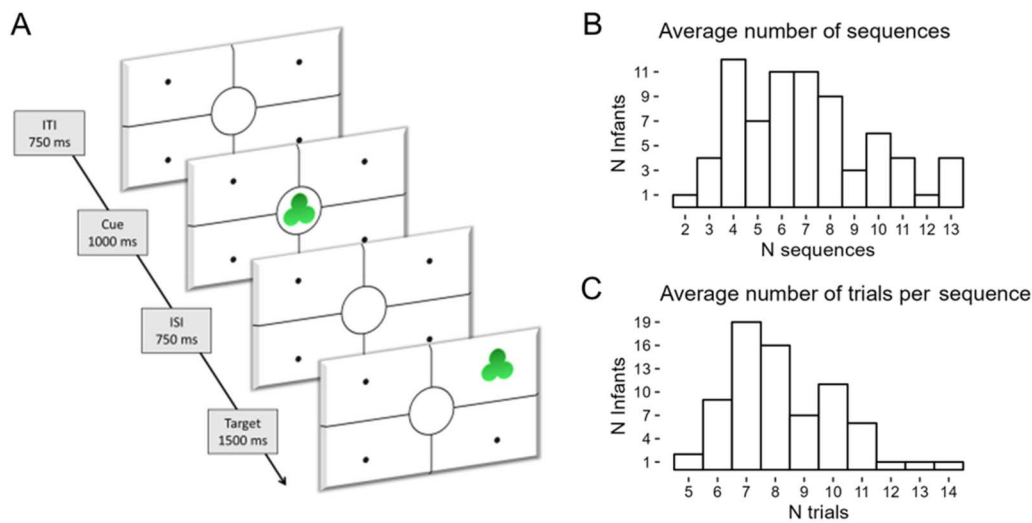 A
ITI
750 ms
Cue
1000 ms
ISI
750 ms
Target
1500 ms
B
Average number of sequences
N Infants
11
9
7
5
3
1
2 3 4 5 6 7 8 9 10 11 12 13
N sequences
C
Average number of trials per sequence
N Infants
19
16
13
10
7
4
1
5 6 7 8 9 10 11 12 13 14
N trials